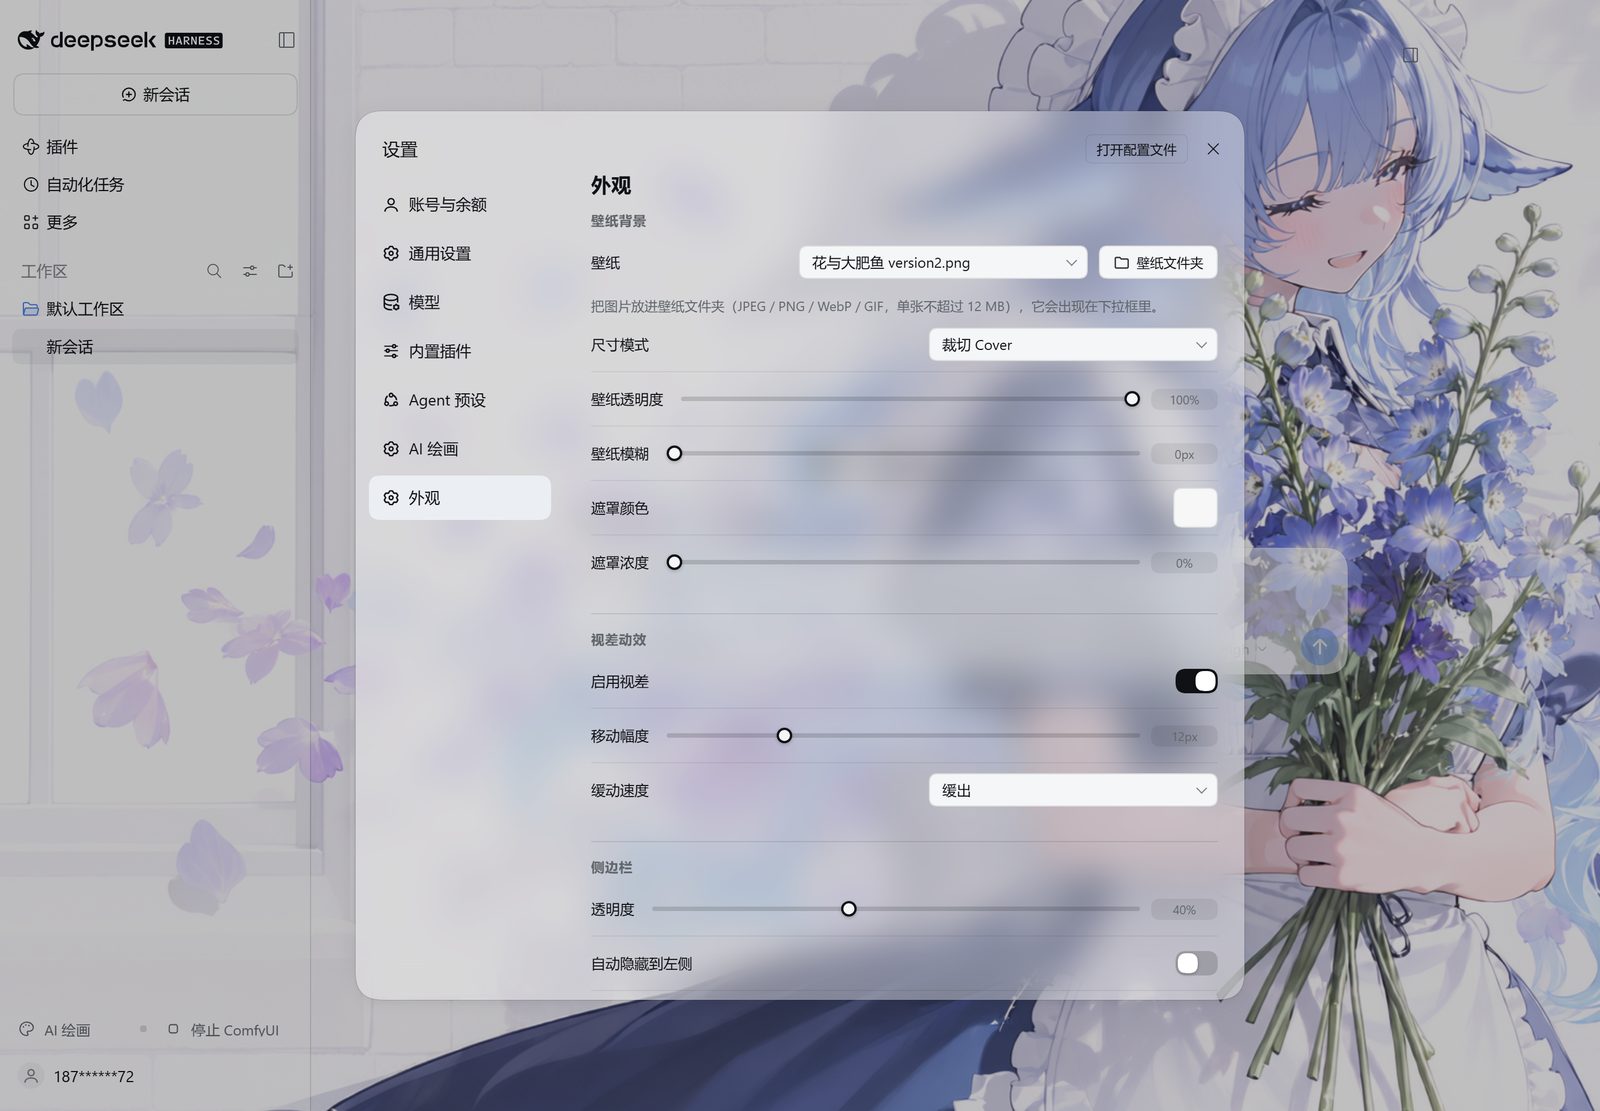 deepseek HARNESS
新会话
插件
自动化任务
更多
工作区
默认工作区
新会话
AI 绘画
停止 ComfyUI
187******72
设置
打开配置文件
账号与余额
通用设置
模型
内置插件
Agent 预设
AI 绘画
外观
外观
壁纸背景
壁纸
花与大肥鱼 version2.png
壁纸文件夹
把图片放进壁纸文件夹（JPEG / PNG / WebP / GIF，单张不超过 12 MB），它会出现在下拉框里。
尺寸模式
裁切 Cover
壁纸透明度
100%
壁纸模糊
0px
遮罩颜色
遮罩浓度
0%
视差动效
启用视差
移动幅度
12px
缓动速度
缓出
侧边栏
透明度
40%
自动隐藏到左侧